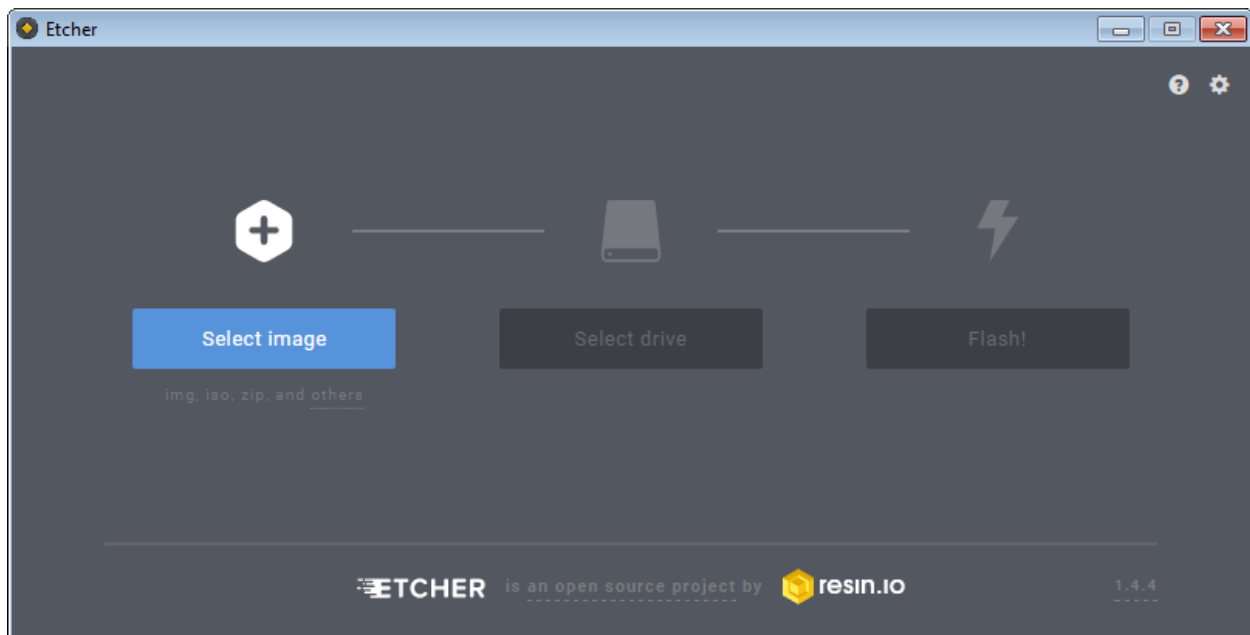 Etcher
Select image
Select drive
Flash!
img, iso, zip, and others
ETCHER is an open source project by resin.io
1.4.4